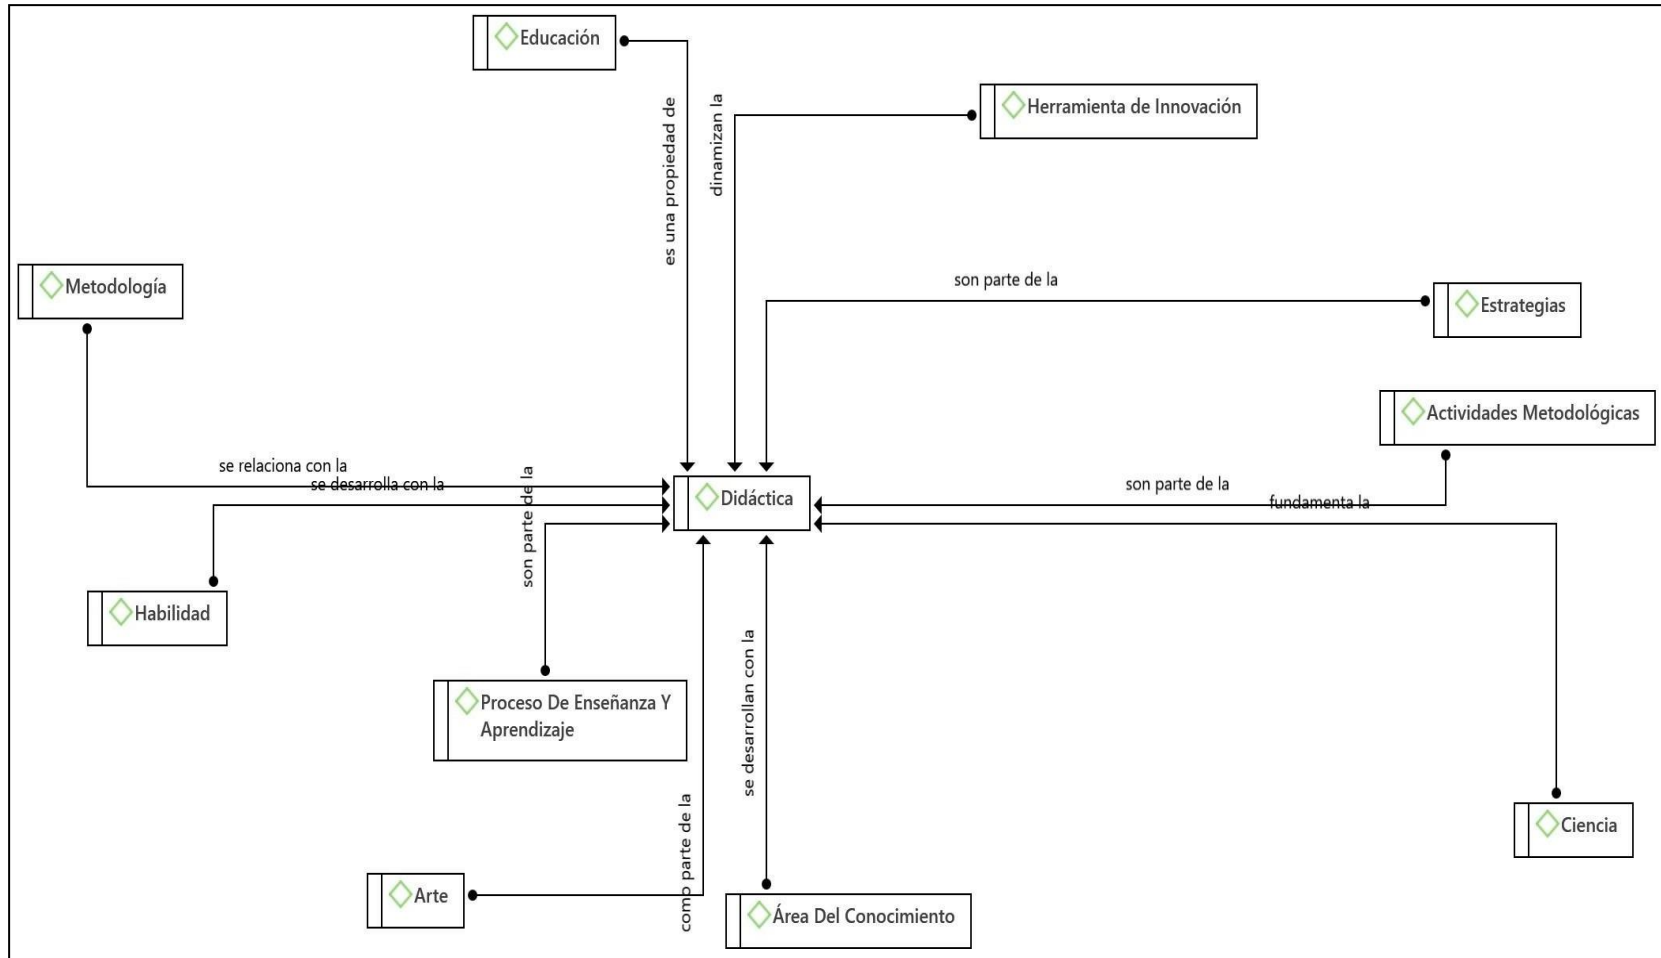 Educación
Herramienta de Innovación
es una propiedad de
dinamizan la
Metodología
son parte de la
Estrategias
Actividades Metodológicas
se relaciona con la
se desarrolla con la
son parte de la
Didáctica
son parte de la
fundamenta la
Habilidad
Proceso De Enseñanza Y
Aprendizaje
se desarrollan con la
como parte de la
Ciencia
Arte
Área Del Conocimiento